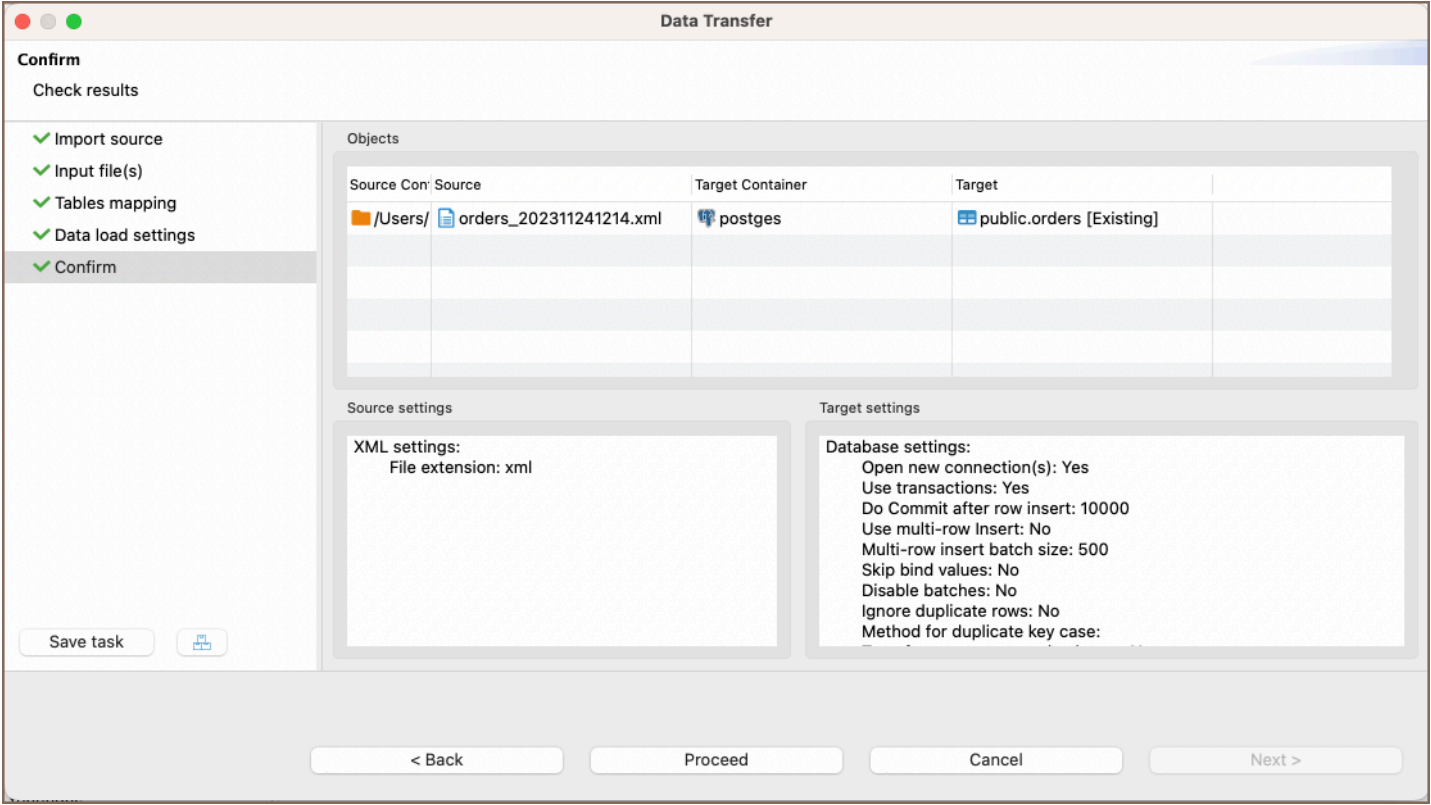 Data Transfer
Confirm
Check results
Import source
Input file(s)
Tables mapping
Data load settings
Confirm
Save task
Objects
Source Con Source Target Container Target
/Users/ orders_202311241214.xml postges public.orders [Existing]
Source settings
XML settings:
File extension: xml
Target settings
Database settings:
Open new connection(s): Yes
Use transactions: Yes
Do Commit after row insert: 10000
Use multi-row Insert: No
Multi-row insert batch size: 500
Skip bind values: No
Disable batches: No
Ignore duplicate rows: No
Method for duplicate key case:
< Back Proceed Cancel Next >